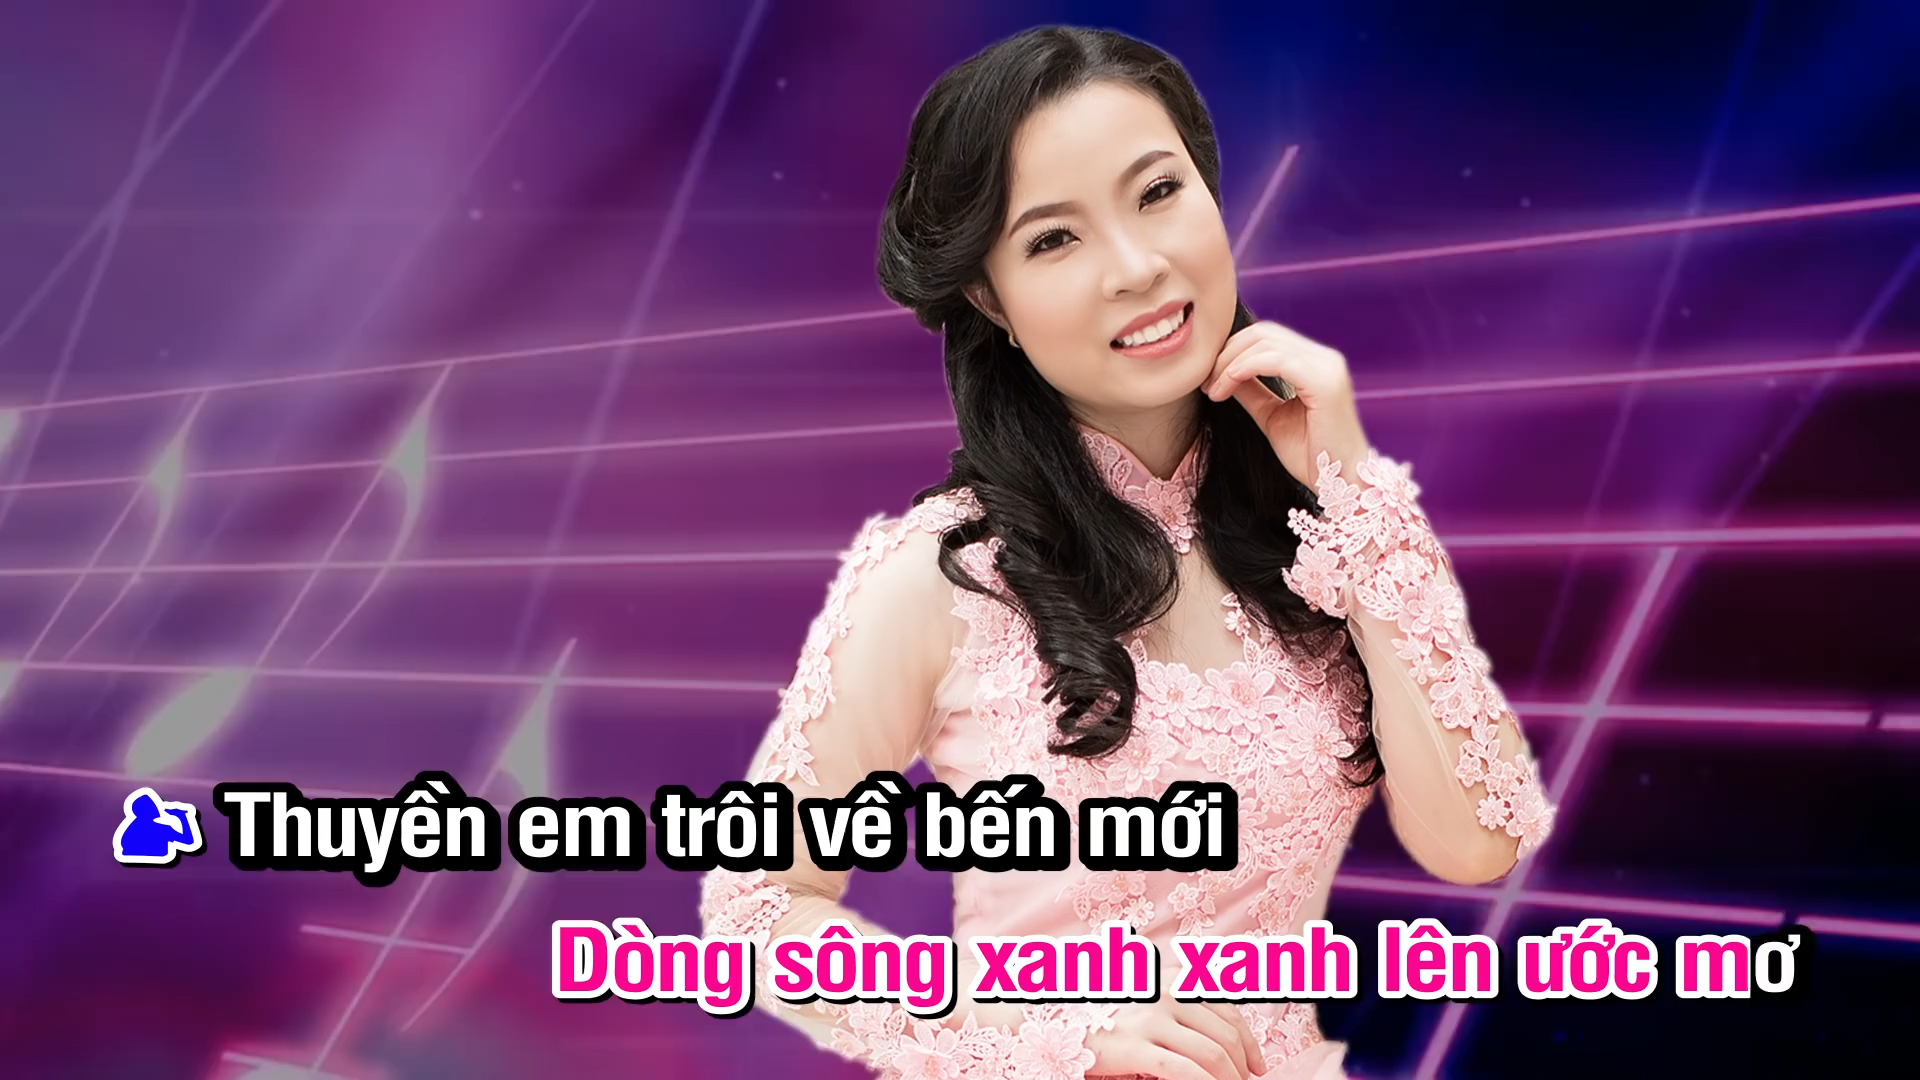 Thuyền em trôi về bến mới
Dòng sông xanh xanh lên ước mơ